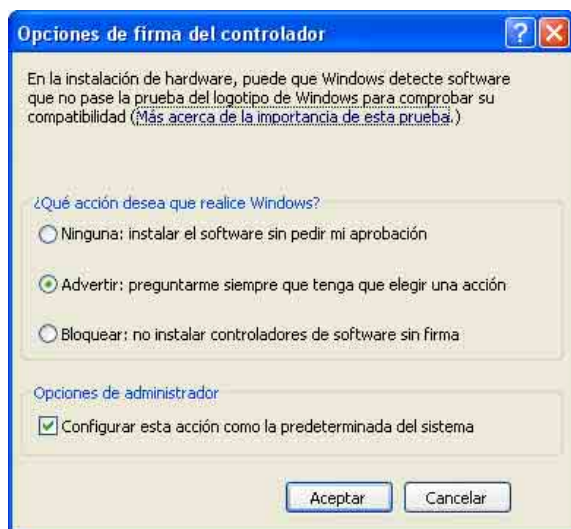 Opciones de firma del controlador
En la instalación de hardware, puede que Windows detecte software
que no pase la prueba del logotipo de Windows para comprobar su
compatibilidad (Más acerca de la importancia de esta prueba.)
¿Qué acción desea que realice Windows?
Ninguna: instalar el software sin pedir mi aprobación
Advertir: preguntarme siempre que tenga que elegir una acción
Bloquear: no instalar controladores de software sin firma
Opciones de administrador
Configurar esta acción como la predeterminada del sistema
Aceptar
Cancelar